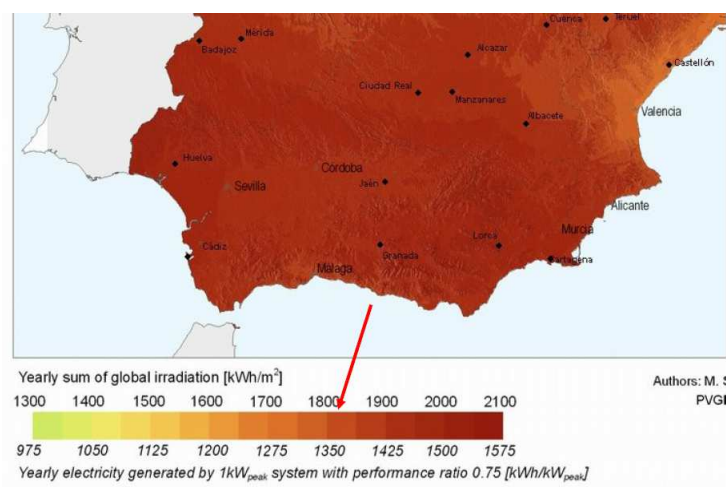 Cuenca
Teruel
Mérida
Badajoz
Alcazar
Castellón
Ciudad Real
Manzanares
Valencia
Albacete
Huelva
Córdoba
Jaén
Sevilla
Alicante
Murcia
Lorca
Cádiz
Granada
Cartagena
Málaga
Yearly sum of global irradiation [kWh/m²]
Authors: M. S
1300 1400 1500 1600 1700 1800 1900 2000 2100
PVGI
975 1050 1125 1200 1275 1350 1425 1500 1575
Yearly electricity generated by 1kWpeak system with performance ratio 0.75 [kWh/kWpeak]